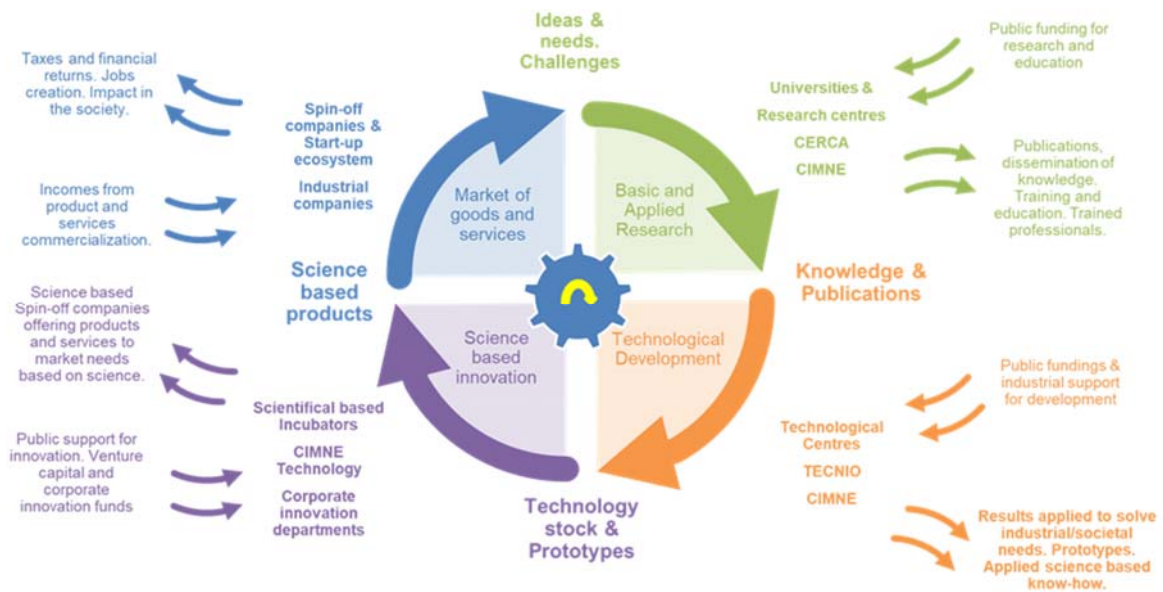 Ideas &
needs.
Challenges
Taxes and financial
returns. Jobs
creation. Impact in
the society.
Spin-off
companies &
Start-up
ecosystem
Industrial
companies
Incomes from
product and
services
commercialization.
Market of
goods and
services
Basic and
Applied
Research
Universities &
Research centres
CERCA
CIMNE
Public funding for
research and
education
Publications,
dissemination of
knowledge.
Training and
education. Trained
professionals.
Science
based
products
Knowledge &
Publications
Science based
Spin-off companies
offering products
and services to
market needs
based on science.
Scientifical based
Incubators
CIMNE
Technology
Corporate
innovation
departments
Public support for
innovation. Venture
capital and
corporate
innovation funds
Science
based
innovation
Technological
Development
Public fundings &
industrial support
for development
Technological
Centres
TECNIO
CIMNE
Results applied to solve
industrial/societal
needs. Prototypes.
Applied science based
know-how.
Technology
stock &
Prototypes